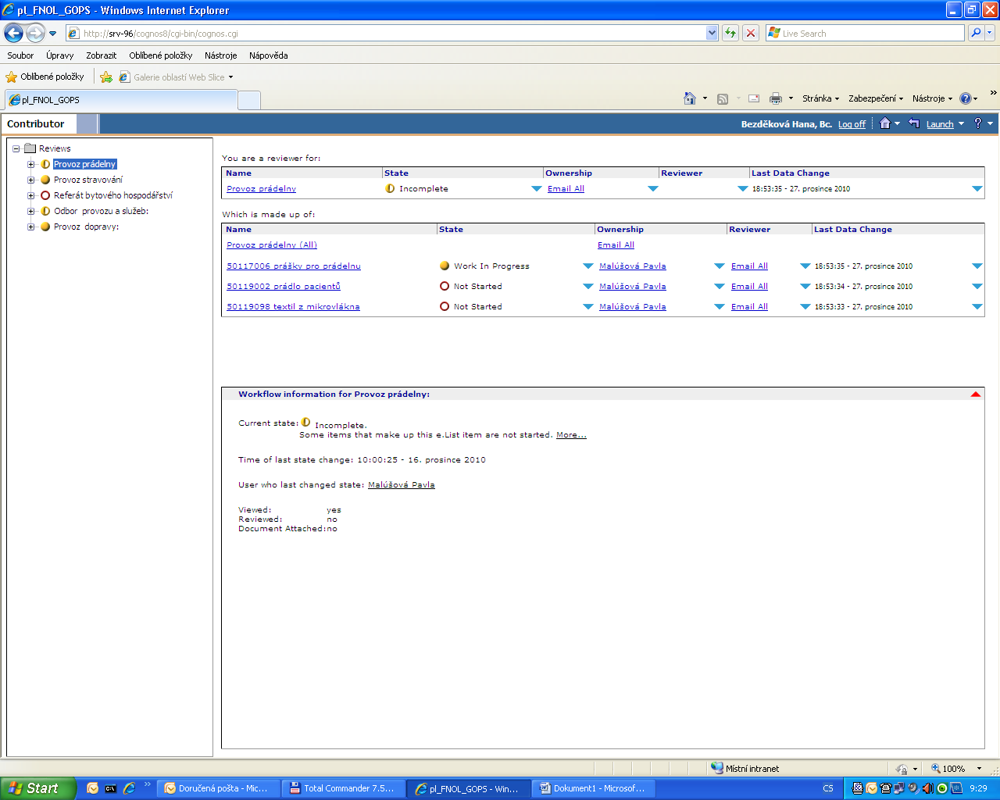 pl_FNOL_GOPS - Windows Internet Explorer
http://srv-96/cognos8/cgi-bin/cognos.cgi
Live Search
Soubor Úpravy Zobrazit Oblíbené položky Nástroje Nápověda
Oblíbené položky Galerie oblastí Web Slice
pl_FNOL_GOPS
Stránka Zabezpečení Nástroje
Contributor
Bezděková Hana, Bc. Log off Launch ?
Reviews
Provoz prádelny
Provoz stravování
Referát bytového hospodářství
Odbor provozu a služeb:
Provoz dopravy:
You are a reviewer for:
Name State Ownership Reviewer Last Data Change
Provoz prádelny Incomplete Email All 18:53:35 - 27. prosince 2010
Which is made up of:
Name State Ownership Reviewer Last Data Change
Provoz prádelny (All) Email All
50117006 prášky pro prádelnu Work In Progress Malúšová Pavla Email All 18:53:35 - 27. prosince 2010
50119002 prádlo pacientů Not Started Malúšová Pavla Email All 18:53:34 - 27. prosince 2010
50119098 textil z mikrovlákna Not Started Malúšová Pavla Email All 18:53:33 - 27. prosince 2010
Workflow information for Provoz prádelny:
Current state: Incomplete.
Some items that make up this e.List item are not started. More...
Time of last state change: 10:00:25 - 16. prosince 2010
User who last changed state: Malúšová Pavla
Viewed: yes
Reviewed: no
Document Attached: no
Místní intranet 100%
Start Doručená pošta - Mic... Total Commander 7.5... pl_FNOL_GOPS - Win... Dokument1 - Microsof... CS 9:29